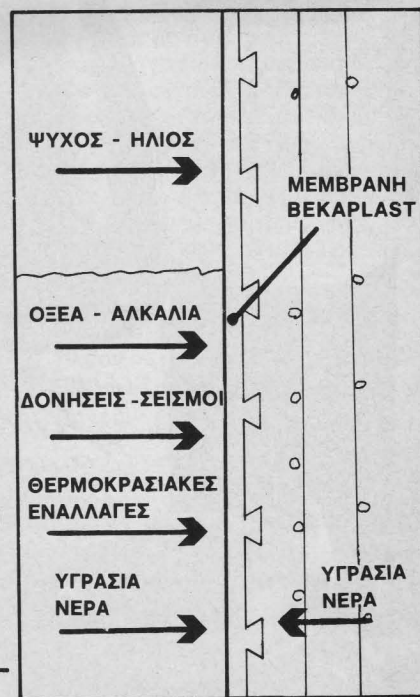 ΨΥΧΟΣ - ΗΛΙΟΣ
ΜΕΜΒΡΑΝΗ
BEKAPLAST
ΟΞΕΑ - ΑΛΚΑΛΙΑ
ΔΟΝΗΣΕΙΣ -ΣΕΙΣΜΟΙ
ΘΕΡΜΟΚΡΑΣΙΑΚΕΣ
ΕΝΑΛΛΑΓΕΣ
ΥΓΡΑΣΙΑ
ΝΕΡΑ
ΥΓΡΑΣΙΑ
ΝΕΡΑ